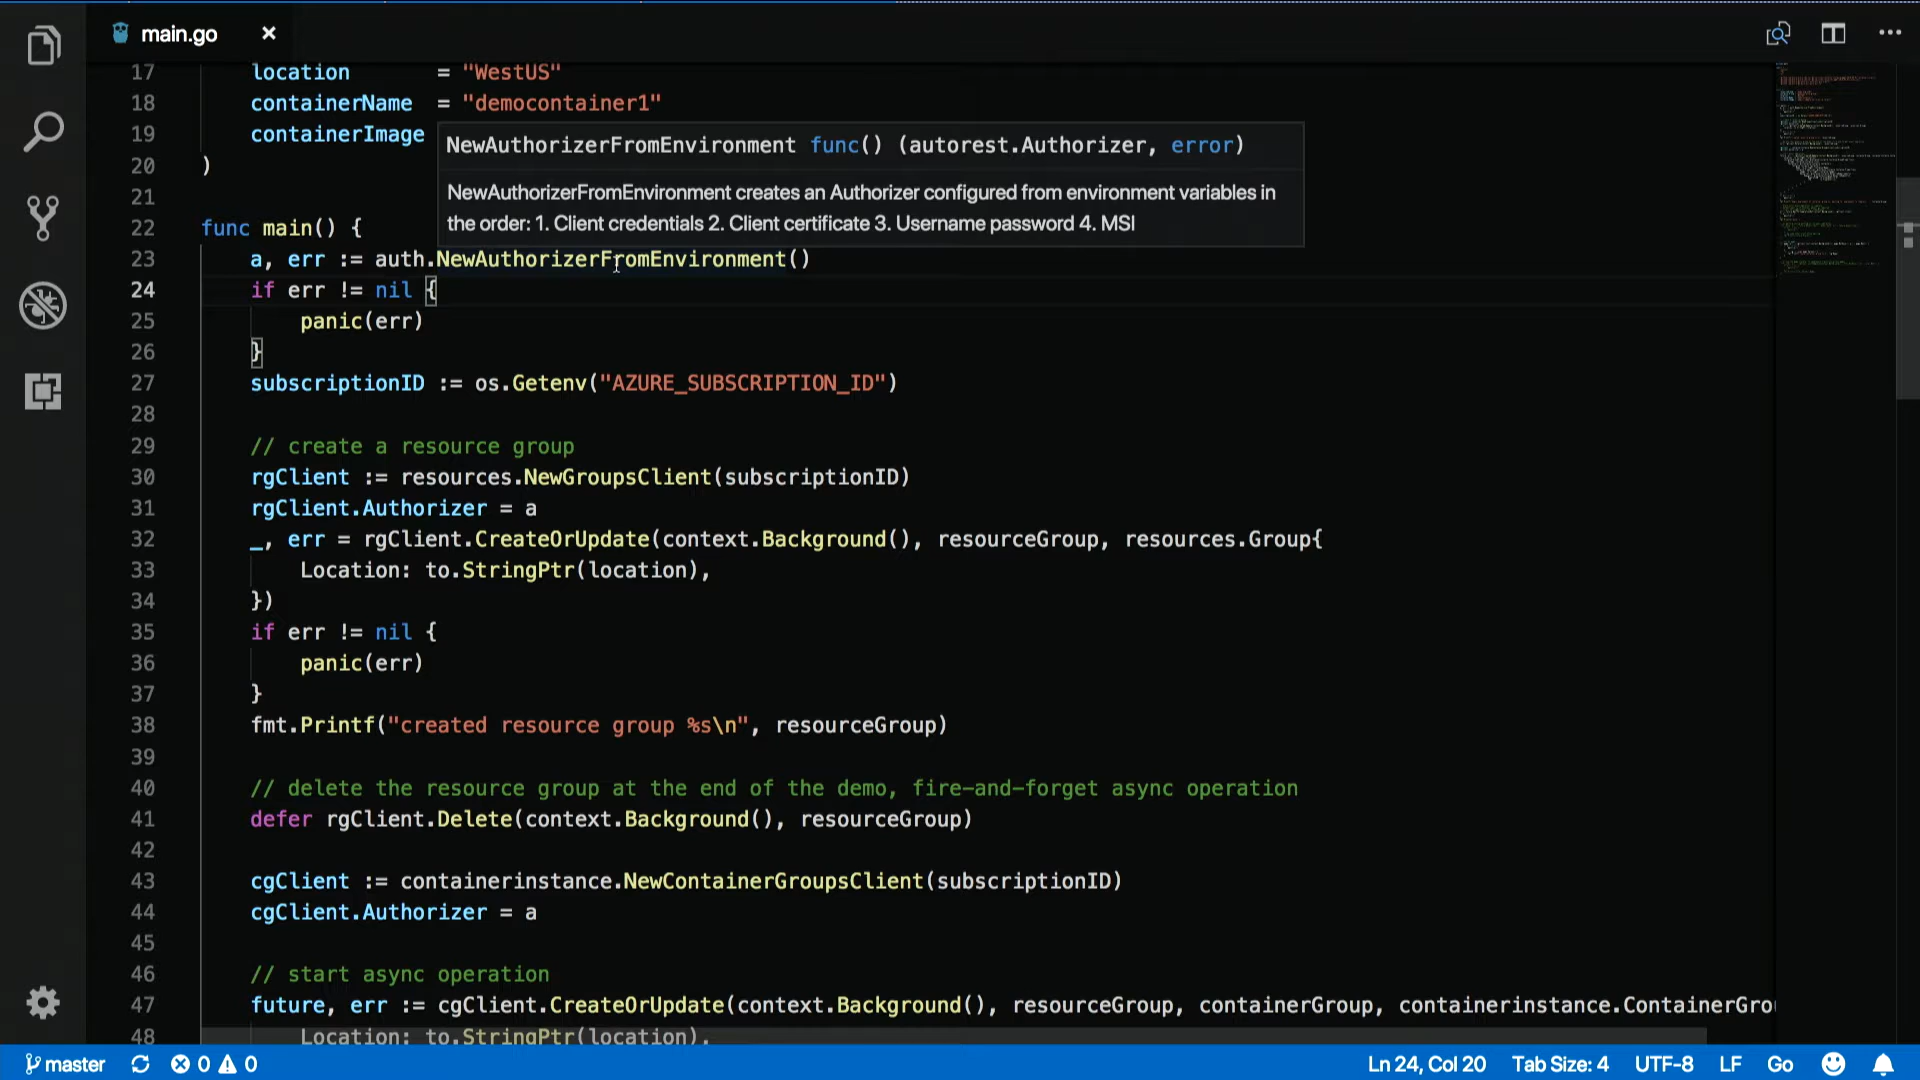 main.go
17 location = "WestUS"
18 containerName = "democontainer1"
19 containerImage
NewAuthorizerFromEnvironment func() (autorest.Authorizer, error)
NewAuthorizerFromEnvironment creates an Authorizer configured from environment variables in
the order: 1. Client credentials 2. Client certificate 3. Username password 4. MSI
20 )
21
22 func main() {
23 a, err := auth.NewAuthorizerFromEnvironment()
24 if err != nil {
25 panic(err)
26 }
27 subscriptionID := os.Getenv("AZURE_SUBSCRIPTION_ID")
28
29 // create a resource group
30 rgClient := resources.NewGroupsClient(subscriptionID)
31 rgClient.Authorizer = a
32 _, err = rgClient.CreateOrUpdate(context.Background(), resourceGroup, resources.Group{
33 Location: to.StringPtr(location),
34 })
35 if err != nil {
36 panic(err)
37 }
38 fmt.Printf("created resource group %s\n", resourceGroup)
39
40 // delete the resource group at the end of the demo, fire-and-forget async operation
41 defer rgClient.Delete(context.Background(), resourceGroup)
42
43 cgClient := containerinstance.NewContainerGroupsClient(subscriptionID)
44 cgClient.Authorizer = a
45
46 // start async operation
47 future, err := cgClient.CreateOrUpdate(context.Background(), resourceGroup, containerGroup, containerinstance.ContainerGro
48 Location: to.StringPtr(location),
master 0 0 Ln 24, Col 20 Tab Size: 4 UTF-8 LF Go